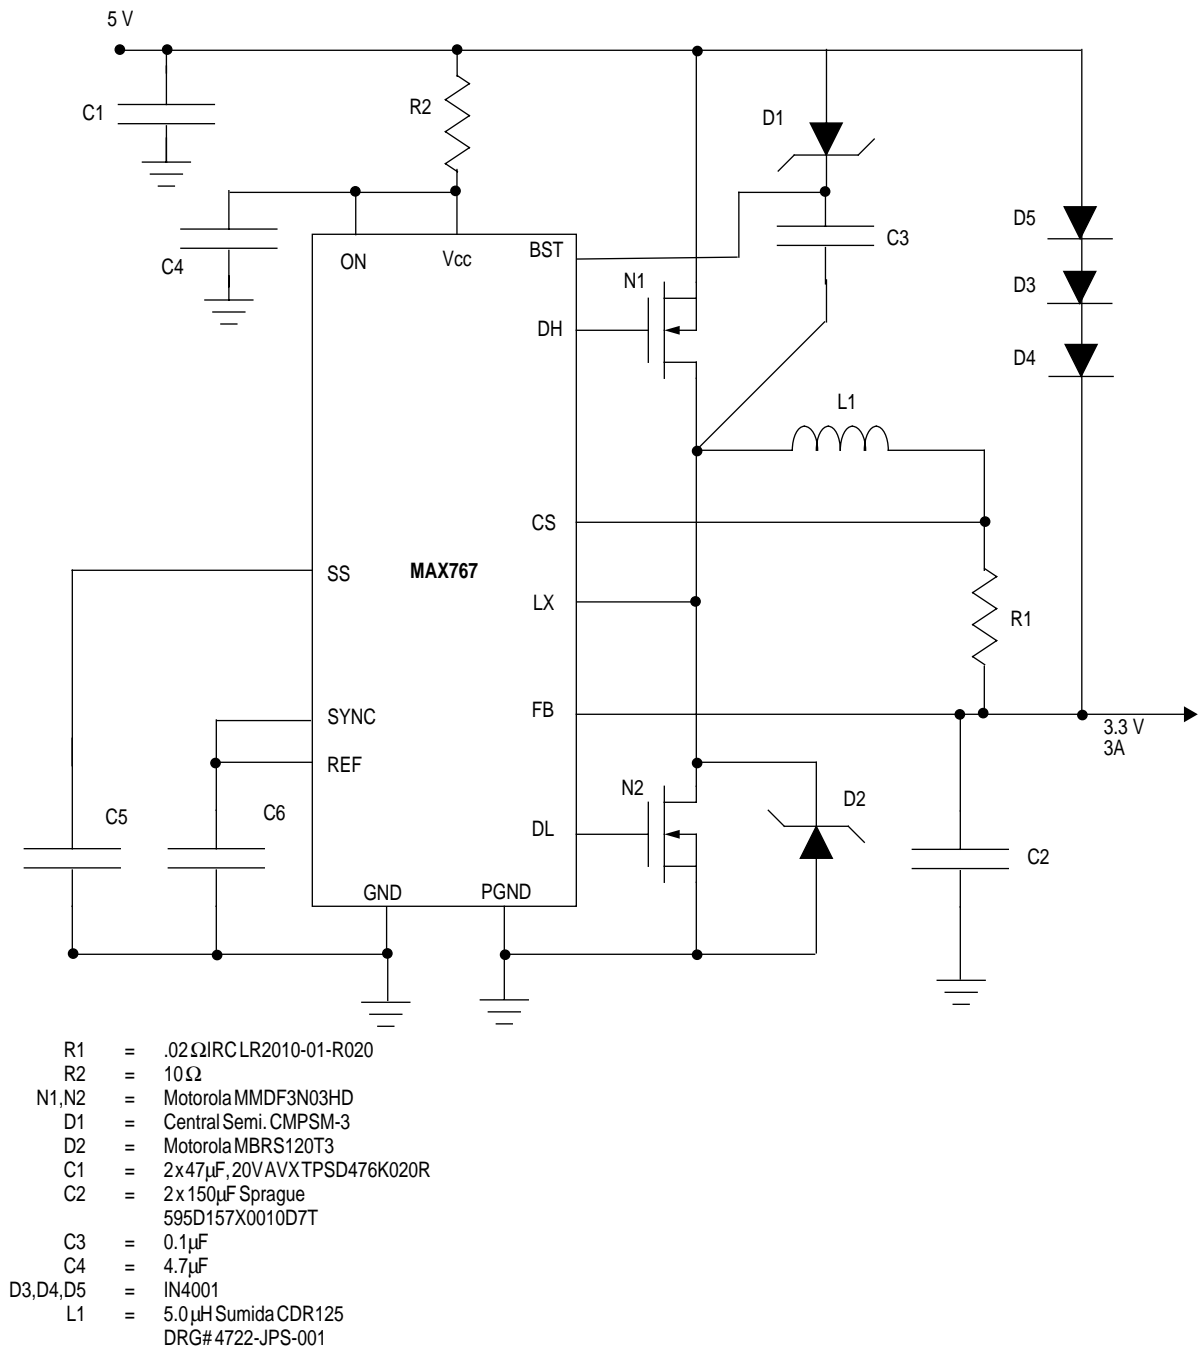 5 V
C1
R2
D1
D5
C3
C4
ON
Vcc
BST
N1
D3
DH
D4
L1
CS
SS
MAX767
LX
R1
SYNC
FB
3.3 V
3A
REF
N2
D2
C5
C6
DL
C2
GND
PGND
R1 = .02 Ω IRC LR2010-01-R020
R2 = 10 Ω
N1,N2 = Motorola MMDF3N03HD
D1 = Central Semi. CMPSM-3
D2 = Motorola MBRS120T3
C1 = 2 x 47µF, 20V AVX TPSD476K020R
C2 = 2 x 150µF Sprague
595D157X0010D7T
C3 = 0.1µF
C4 = 4.7µF
D3,D4,D5 = IN4001
L1 = 5.0 µH Sumida CDR125
DRG# 4722-JPS-001